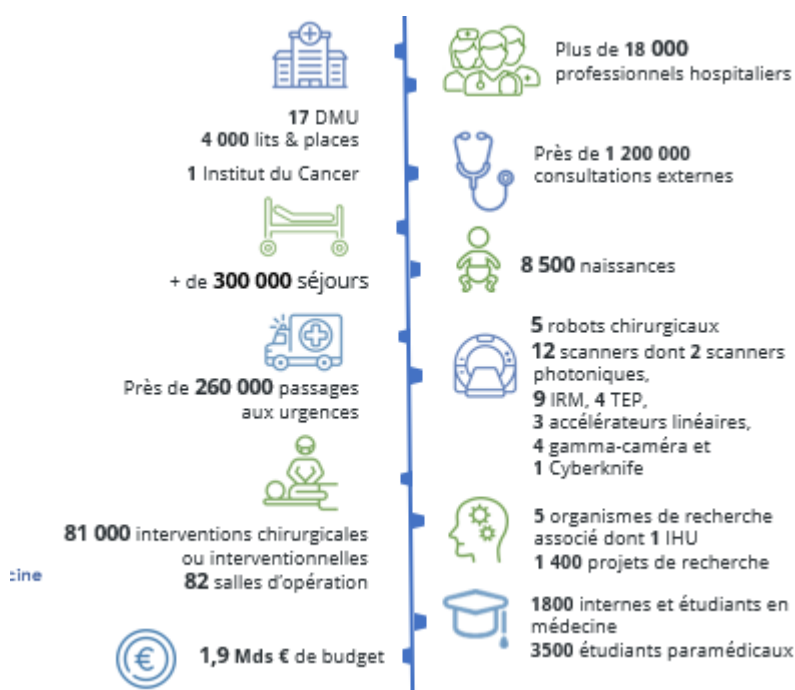 17 DMU
4 000 lits & places
1 Institut du Cancer
+ de 300 000 séjours
Près de 260 000 passages
aux urgences
81 000 interventions chirurgicales
ou interventionnelles
82 salles d'opération
cine
1,9 Mds € de budget
Plus de 18 000
professionnels hospitaliers
Près de 1 200 000
consultations externes
8 500 naissances
5 robots chirurgicaux
12 scanners dont 2 scanners
photoniques,
9 IRM, 4 TEP,
3 accélérateurs linéaires,
4 gamma-caméra et
1 Cyberknife
5 organismes de recherche
associé dont 1 IHU
1 400 projets de recherche
1800 internes et étudiants en
médecine
3500 étudiants paramédicaux